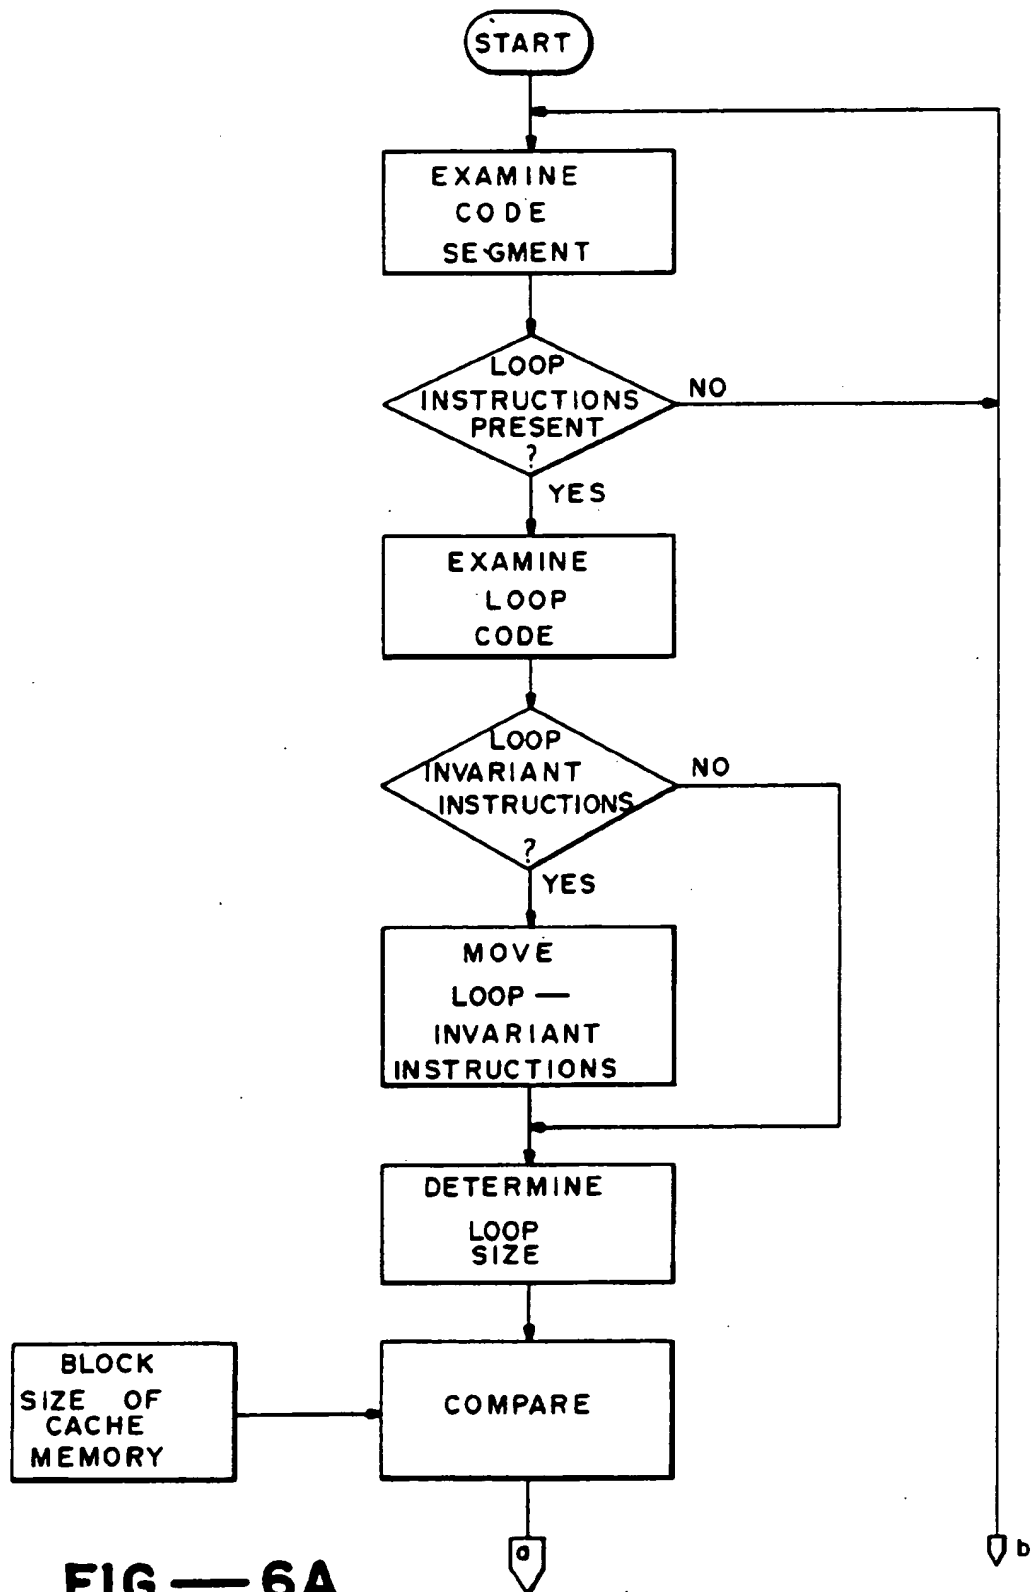 START
EXAMINE
CODE
SEGMENT
LOOP
INSTRUCTIONS
PRESENT
?
NO
YES
EXAMINE
LOOP
CODE
LOOP
INVARIANT
INSTRUCTIONS
?
NO
YES
MOVE
LOOP —
INVARIANT
INSTRUCTIONS
DETERMINE
LOOP
SIZE
BLOCK
SIZE OF
CACHE
MEMORY
COMPARE
a
b
FIG — 6A